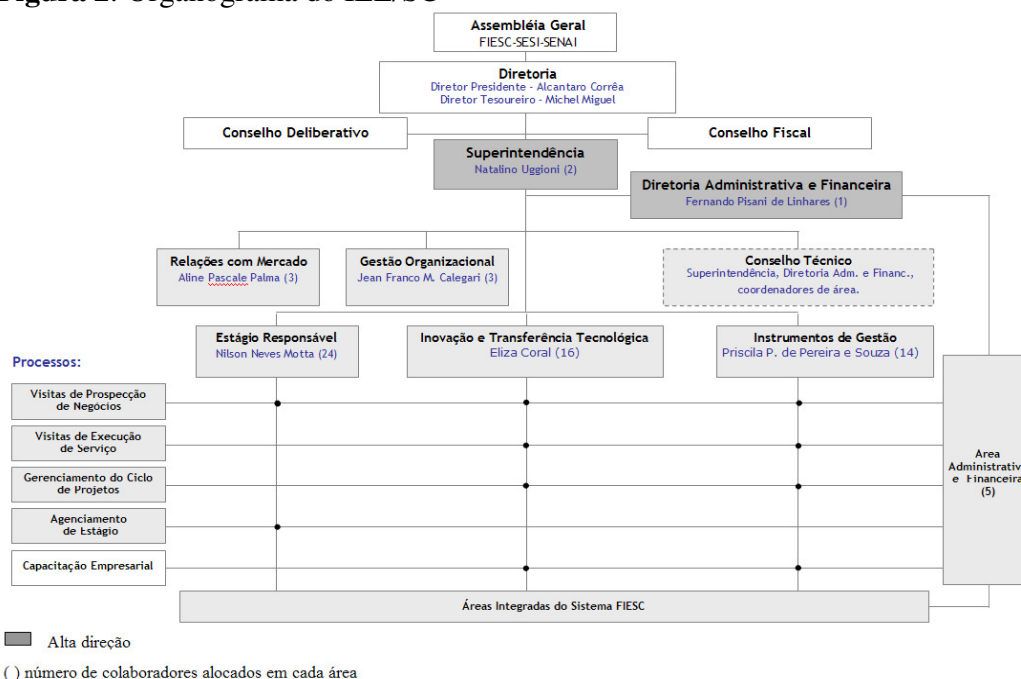 Figura 2: Organograma do IEL/SC
Assembléia Geral
FIESC-SESI-SENAI
Diretoria
Diretor Presidente - Alcantaro Corrêa
Diretor Tesoureiro - Michel Miguel
Conselho Deliberativo
Conselho Fiscal
Superintendência
Natalino Uggioni (2)
Diretoria Administrativa e Financeira
Fernando Pisani de Linhares (1)
Relações com Mercado
Aline Pascale Palma (3)
Gestão Organizacional
Jean Franco M. Calegari (3)
Conselho Técnico
Superintendência, Diretoria Adm. e Financ.,
coordenadores de área.
Estágio Responsável
Nilson Neves Motta (24)
Inovação e Transferência Tecnológica
Eliza Coral (16)
Instrumentos de Gestão
Priscila P. de Pereira e Souza (14)
Processos:
Visitas de Prospecção
de Negócios
Visitas de Execução
de Serviço
Gerenciamento do Ciclo
de Projetos
Agenciamento
de Estágio
Capacitação Empresarial
Area
Administrativ
e Financeira
(5)
Áreas Integradas do Sistema FIESC
Alta direção
( ) número de colaboradores alocados em cada área